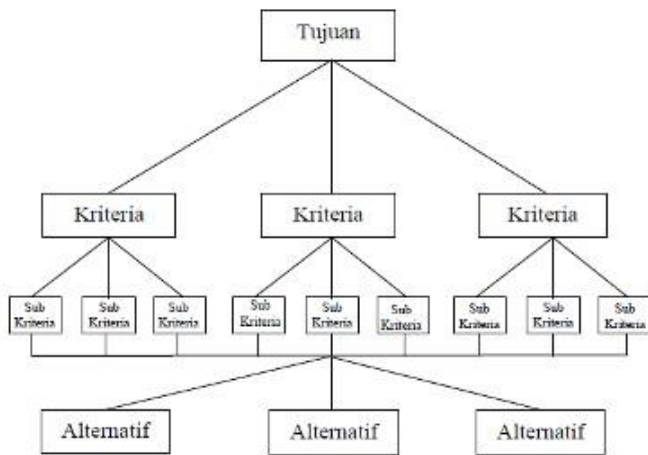 Tujuan
Kriteria Kriteria Kriteria
Sub Sub Sub Sub Sub Sub Sub Sub Sub
Kriteria Kriteria Kriteria Kriteria Kriteria Kriteria Kriteria Kriteria Kriteria
Alternatif Alternatif Alternatif